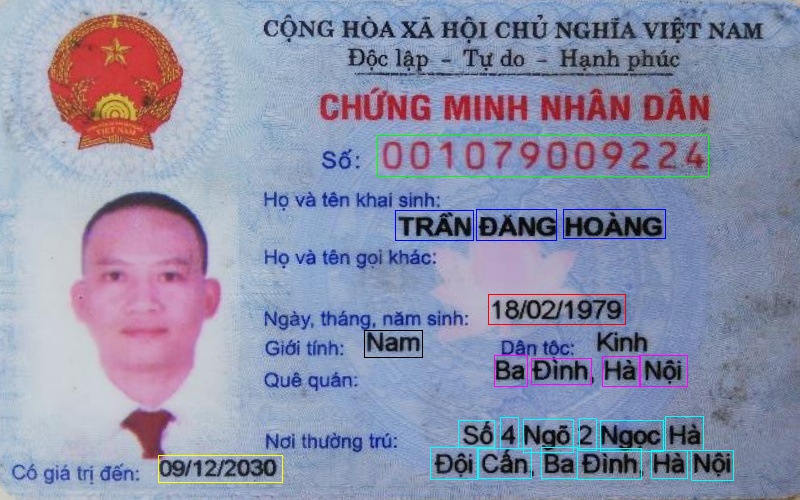 CỘNG HÒA XÃ HỘI CHỦ NGHĨA VIỆT NAM
Độc lập - Tự do - Hạnh phúc
CHỨNG MINH NHÂN DÂN
Số: 001079009224
Họ và tên khai sinh:
TRẦN ĐĂNG HOÀNG
Họ và tên gọi khác:
Ngày, tháng, năm sinh: 18/02/1979
Giới tính: Nam Dân tộc: Kinh
Quê quán: Ba Đình, Hà Nội
Nơi thường trú: Số 4 Ngõ 2 Ngọc Hà
Đội Cấn, Ba Đình, Hà Nội
Có giá trị đến: 09/12/2030
VIỆT NAM